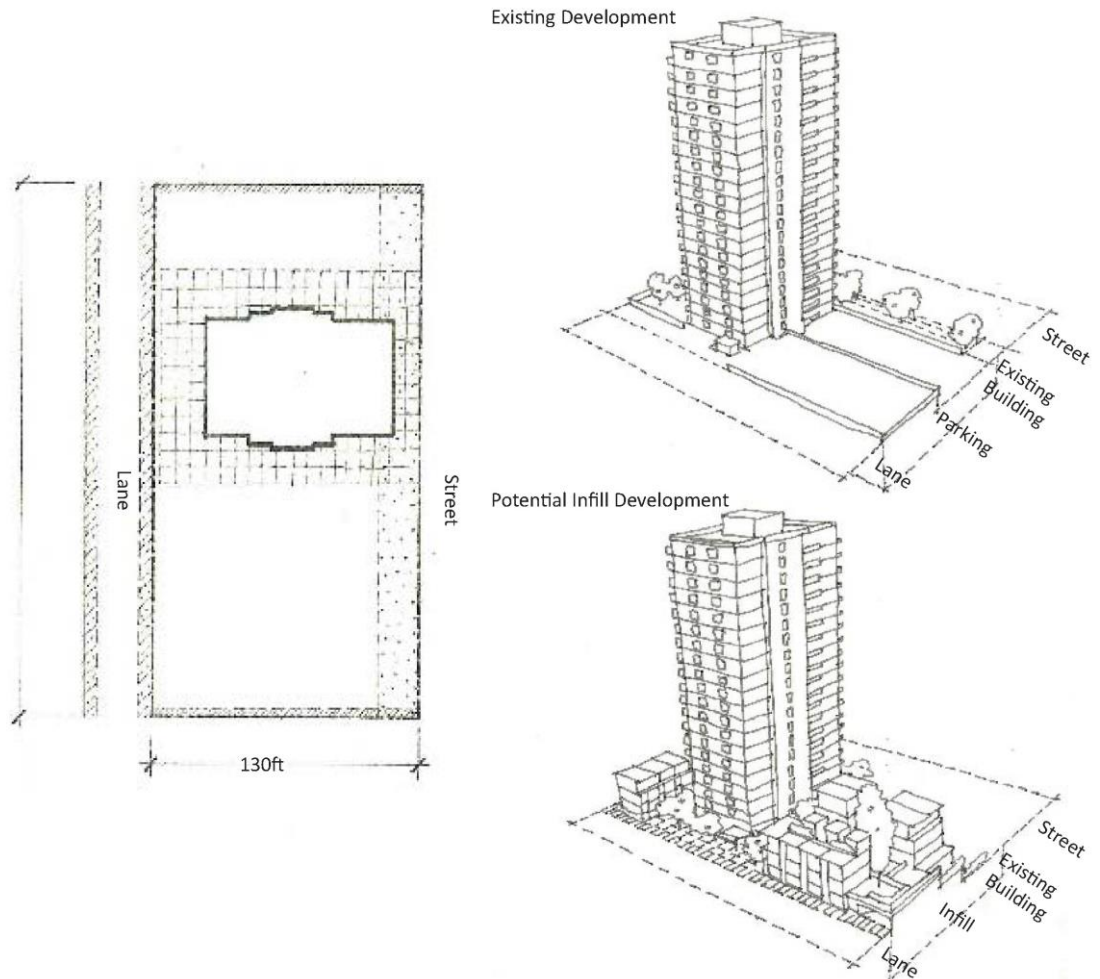 Existing Development
Street
Existing
Building
Parking
Lane
Lane
Street
130ft
Potential Infill Development
Street
Existing
Building
Infill
Lane